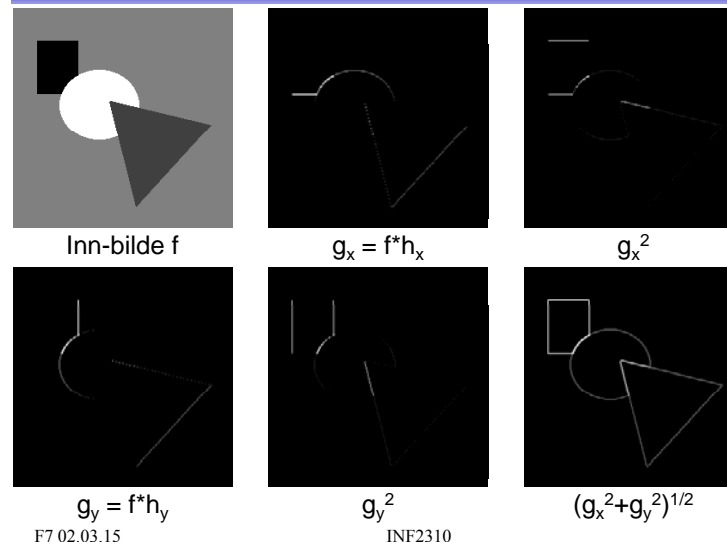 Inn-bilde f
g_x = f*h_x
g_x^2
g_y = f*h_y
g_y^2
(g_x^2+g_y^2)^1/2
F7 02.03.15
INF2310